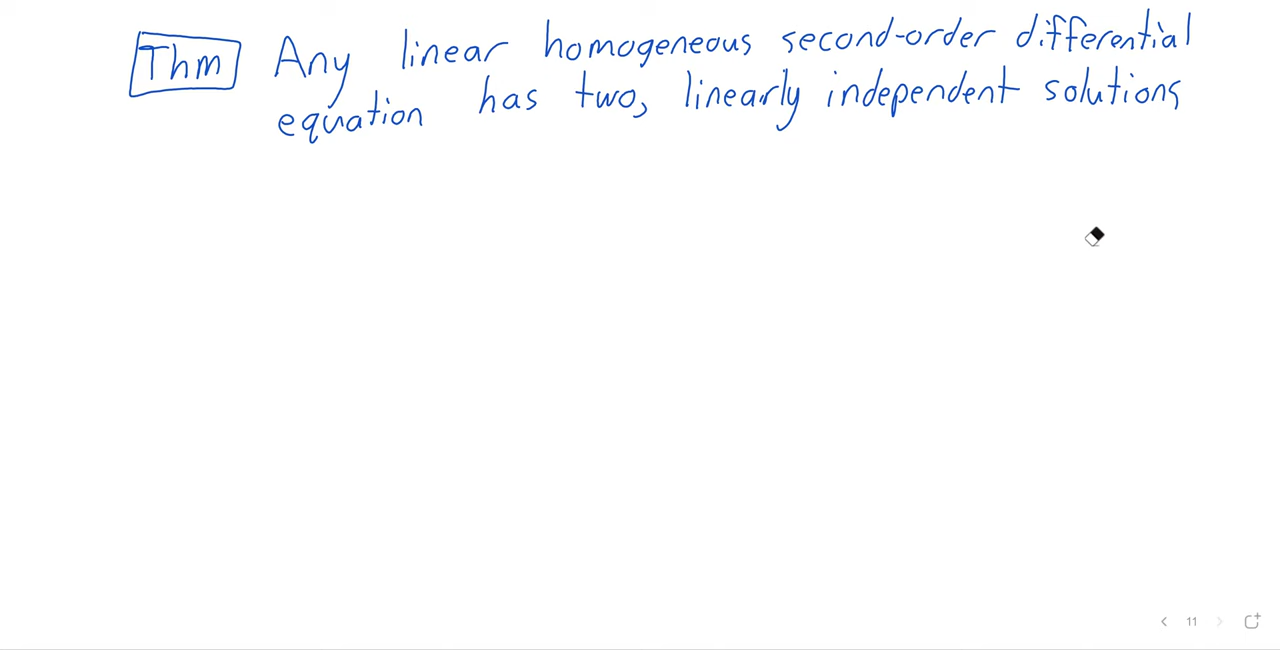 Thm Any linear homogeneous second-order differential
equation has two, linearly independent solutions
11